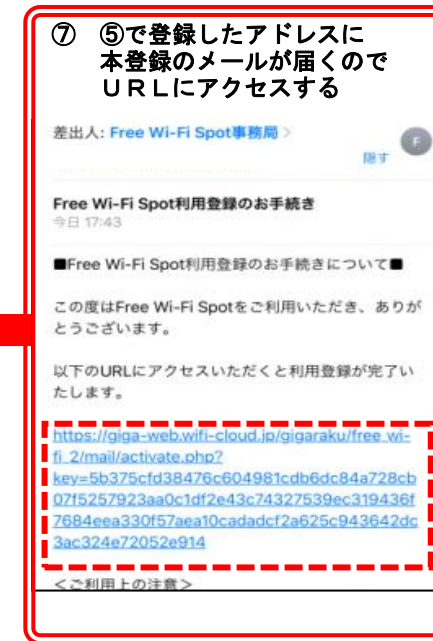 ⑦ ⑤で登録したアドレスに
本登録のメールが届くので
ＵＲＬにアクセスする
差出人: Free Wi-Fi Spot事務局 >
F
隠す
Free Wi-Fi Spot利用登録のお手続き
今日 17:43
■Free Wi-Fi Spot利用登録のお手続きについて■
この度はFree Wi-Fi Spotをご利用いただき、ありが
とうございます。
以下のURLにアクセスいただくと利用登録が完了い
たします。
https://giga-web.wifi-cloud.jp/gigaraku/free_wi-
fi_2/mail/activate.php?
key=5b375cfd38476c604981cdb6dc84a728cb
07f5257923aa0c1df2e43c74327539ec319436f
7684eea330f57aea10cadadcf2a625c943642dc
3ac324e72052e914
＜ご利用上の注意＞